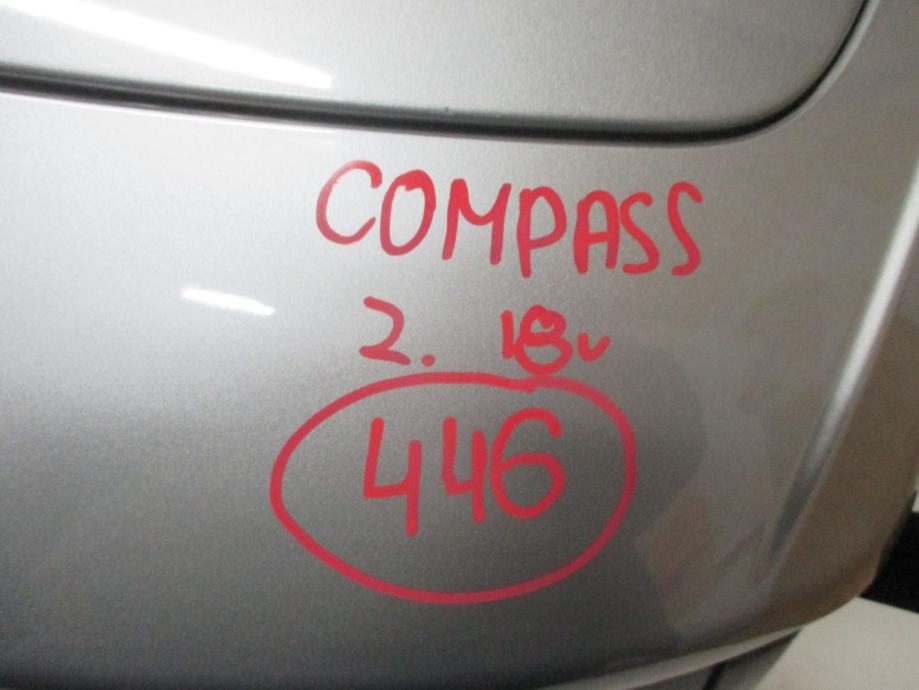 COMPASS
2. 18v
446